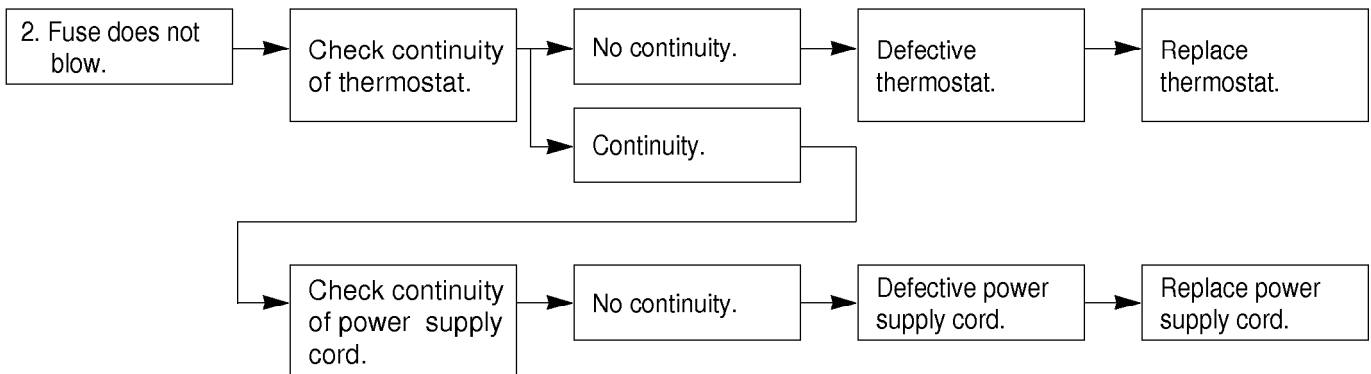 2. Fuse does not
blow.
Check continuity
of thermostat.
No continuity.
Defective
thermostat.
Replace
thermostat.
Continuity.
Check continuity
of power supply
cord.
No continuity.
Defective power
supply cord.
Replace power
supply cord.